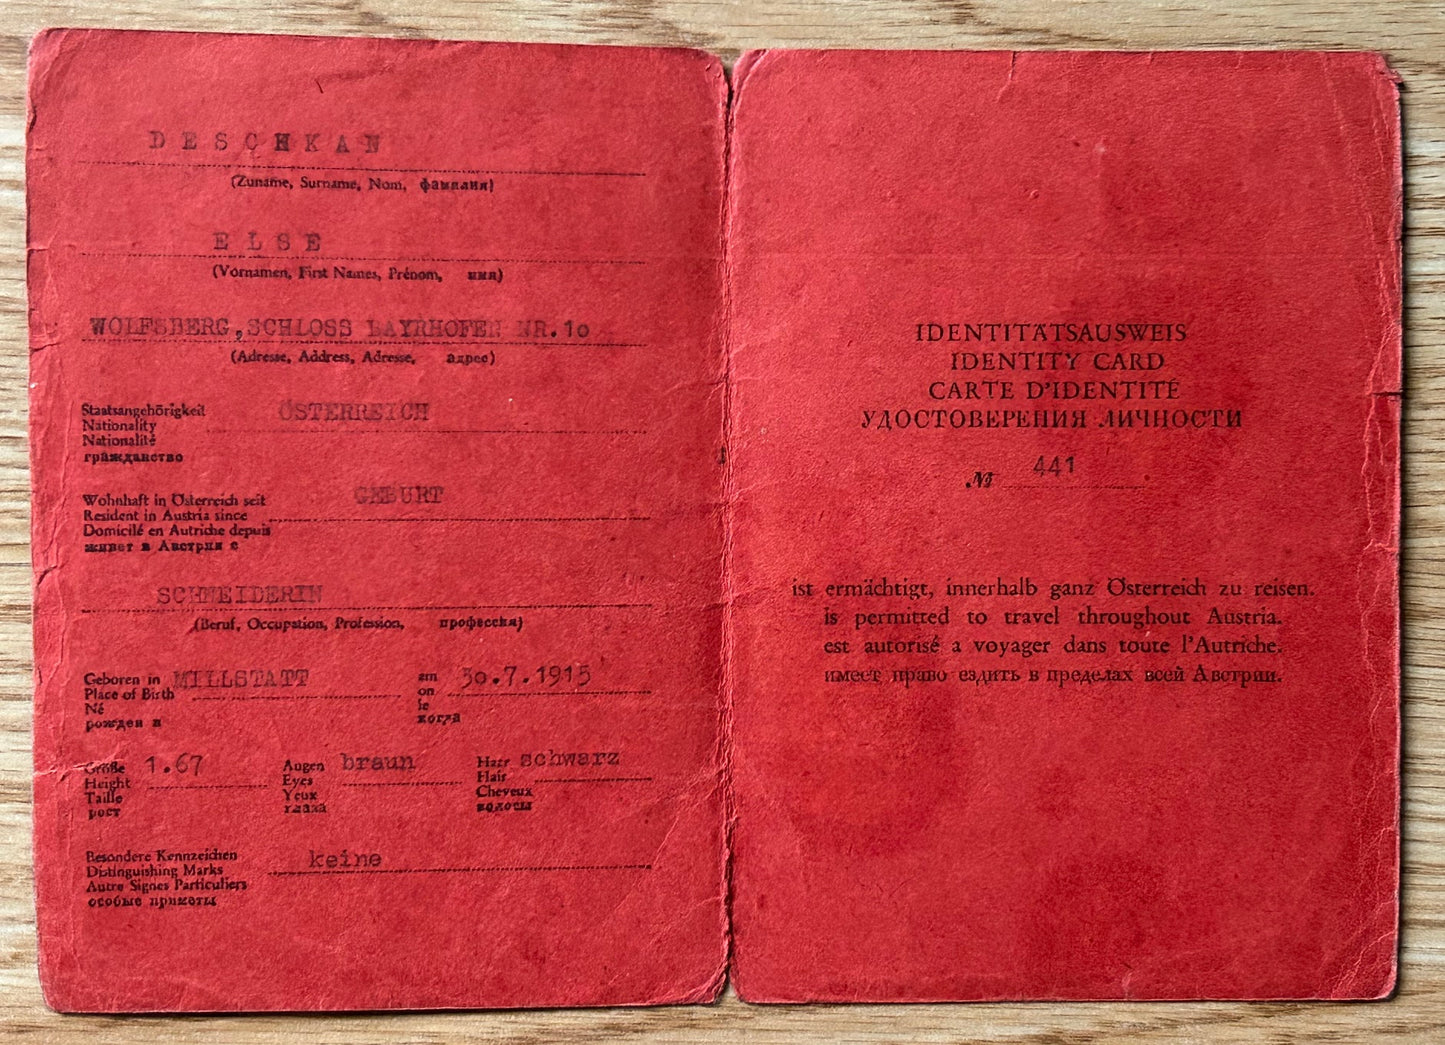 DESCHKAN
(Zuname, Surname, Nom, фамилия)
ELSE
(Vornamen, First Names, Prénom, имя)
WOLFSBERG,SCHLOSS BAYRHOFEN NR.10
(Adresse, Address, Adresse, адрес)
Staatsangehörigkeit ÖSTERREICH
Nationality
Nationalité
гражданство
Wohnhaft in Österreich seit GEBURT
Resident in Austria since
Domicilé en Autriche depuis
живет в Австрии с
SCHNEIDERIN
(Beruf, Occupation, Profession, профессия)
Geboren in MILLSTATT am 30.7.1915
Place of Birth on
Né le
рожден в когда
Größe 1.67 Augen braun Haar schwarz
Height Eyes Hair
Taille Yeux Cheveux
рост глаза волосы
Besondere Kennzeichen keine
Distinguishing Marks
Autre Signes Particuliers
особые приметы
IDENTITÄTSAUSWEIS
IDENTITY CARD
CARTE D'IDENTITÉ
УДОСТОВЕРЕНИЯ ЛИЧНОСТИ
№ 441
ist ermächtigt, innerhalb ganz Österreich zu reisen.
is permitted to travel throughout Austria.
est autorisé a voyager dans toute l'Autriche.
имеет право ездить в пределах всей Австрии.